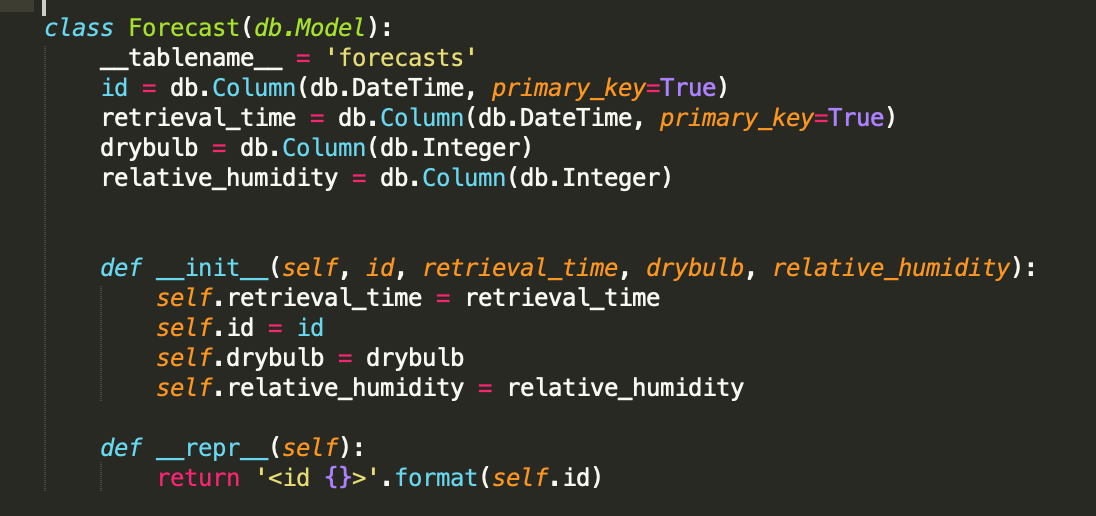 class Forecast(db.Model):
    __tablename__ = 'forecasts'
    id = db.Column(db.DateTime, primary_key=True)
    retrieval_time = db.Column(db.DateTime, primary_key=True)
    drybulb = db.Column(db.Integer)
    relative_humidity = db.Column(db.Integer)
    def __init__(self, id, retrieval_time, drybulb, relative_humidity):
        self.retrieval_time = retrieval_time
        self.id = id
        self.drybulb = drybulb
        self.relative_humidity = relative_humidity
    def __repr__(self):
        return '<id {}>'.format(self.id)